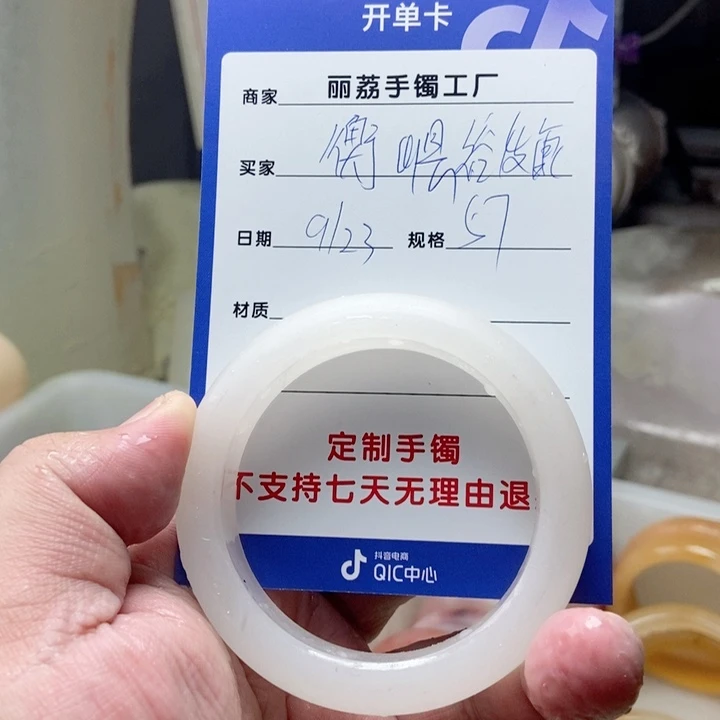 开单卡
商家 丽荔手镯工厂
买家
日期 9/23 规格 57
材质
定制手镯
不支持七天无理由退
抖音电商
QIC中心